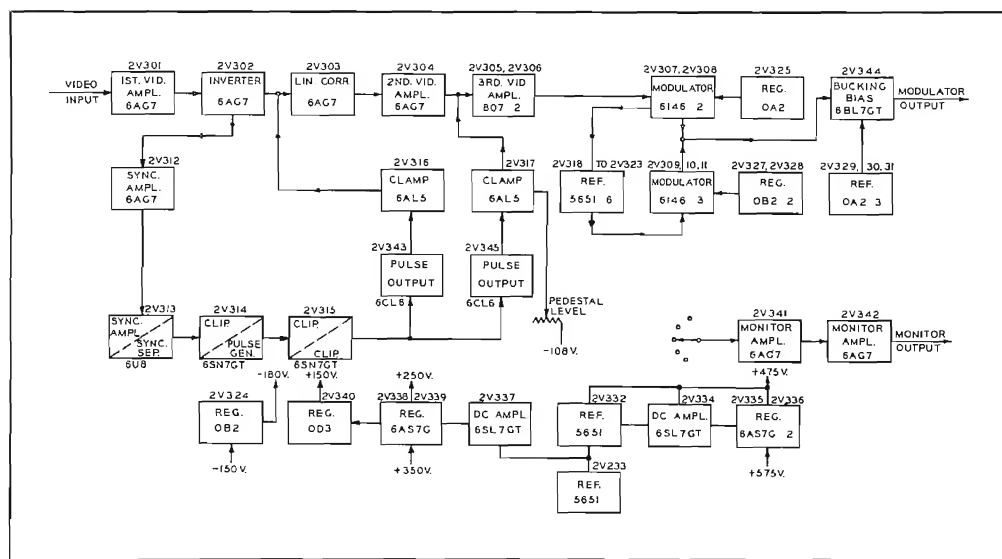 VIDEO
INPUT
2V301
1ST. VID.
AMPL.
6AG7
2V302
INVERTER
6AG7
2V303
LIN. CORR
6AG7
2V304
2ND. VID.
AMPL.
6AG7
2V305, 2V306
3RD. VID
AMPL.
807 2
2V307, 2V308
MODULATOR
6146 2
2V325
REG.
OA2
2V344
BUCKING
BIAS
6BL7GT
MODULATOR
OUTPUT
2V312
SYNC.
AMPL.
6AG7
2V316
CLAMP
6AL5
2V317
CLAMP
6AL5
2V318 TO 2V323
REF.
5651 6
2V309, 10, 11
MODULATOR
6146 3
2V327, 2V328
REG.
OB2 2
2V329, 30, 31
REF.
OA2 3
2V343
PULSE
OUTPUT
6CL6
2V345
PULSE
OUTPUT
6CL6
PEDESTAL
LEVEL
-108V.
2V313
SYNC.
AMPL.
SYNC.
SEP.
6U8
2V314
CLIP.
PULSE
GEN.
6SN7GT
2V315
CLIP.
CLIP.
6SN7GT
2V341
MONITOR
AMPL.
6AG7
2V342
MONITOR
AMPL.
6AG7
MONITOR
OUTPUT
-180V.
+150V.
+250V.
+475V.
2V324
REG.
OB2
-150V.
2V340
REG.
OD3
2V338 2V339
REG.
6AS7G
+350V.
2V337
DC AMPL
6SL7GT
2V332
REF.
5651
2V334
DC AMPL.
6SL7GT
2V335 2V336
REG.
6AS7G 2
+575V.
2V233
REF.
5651